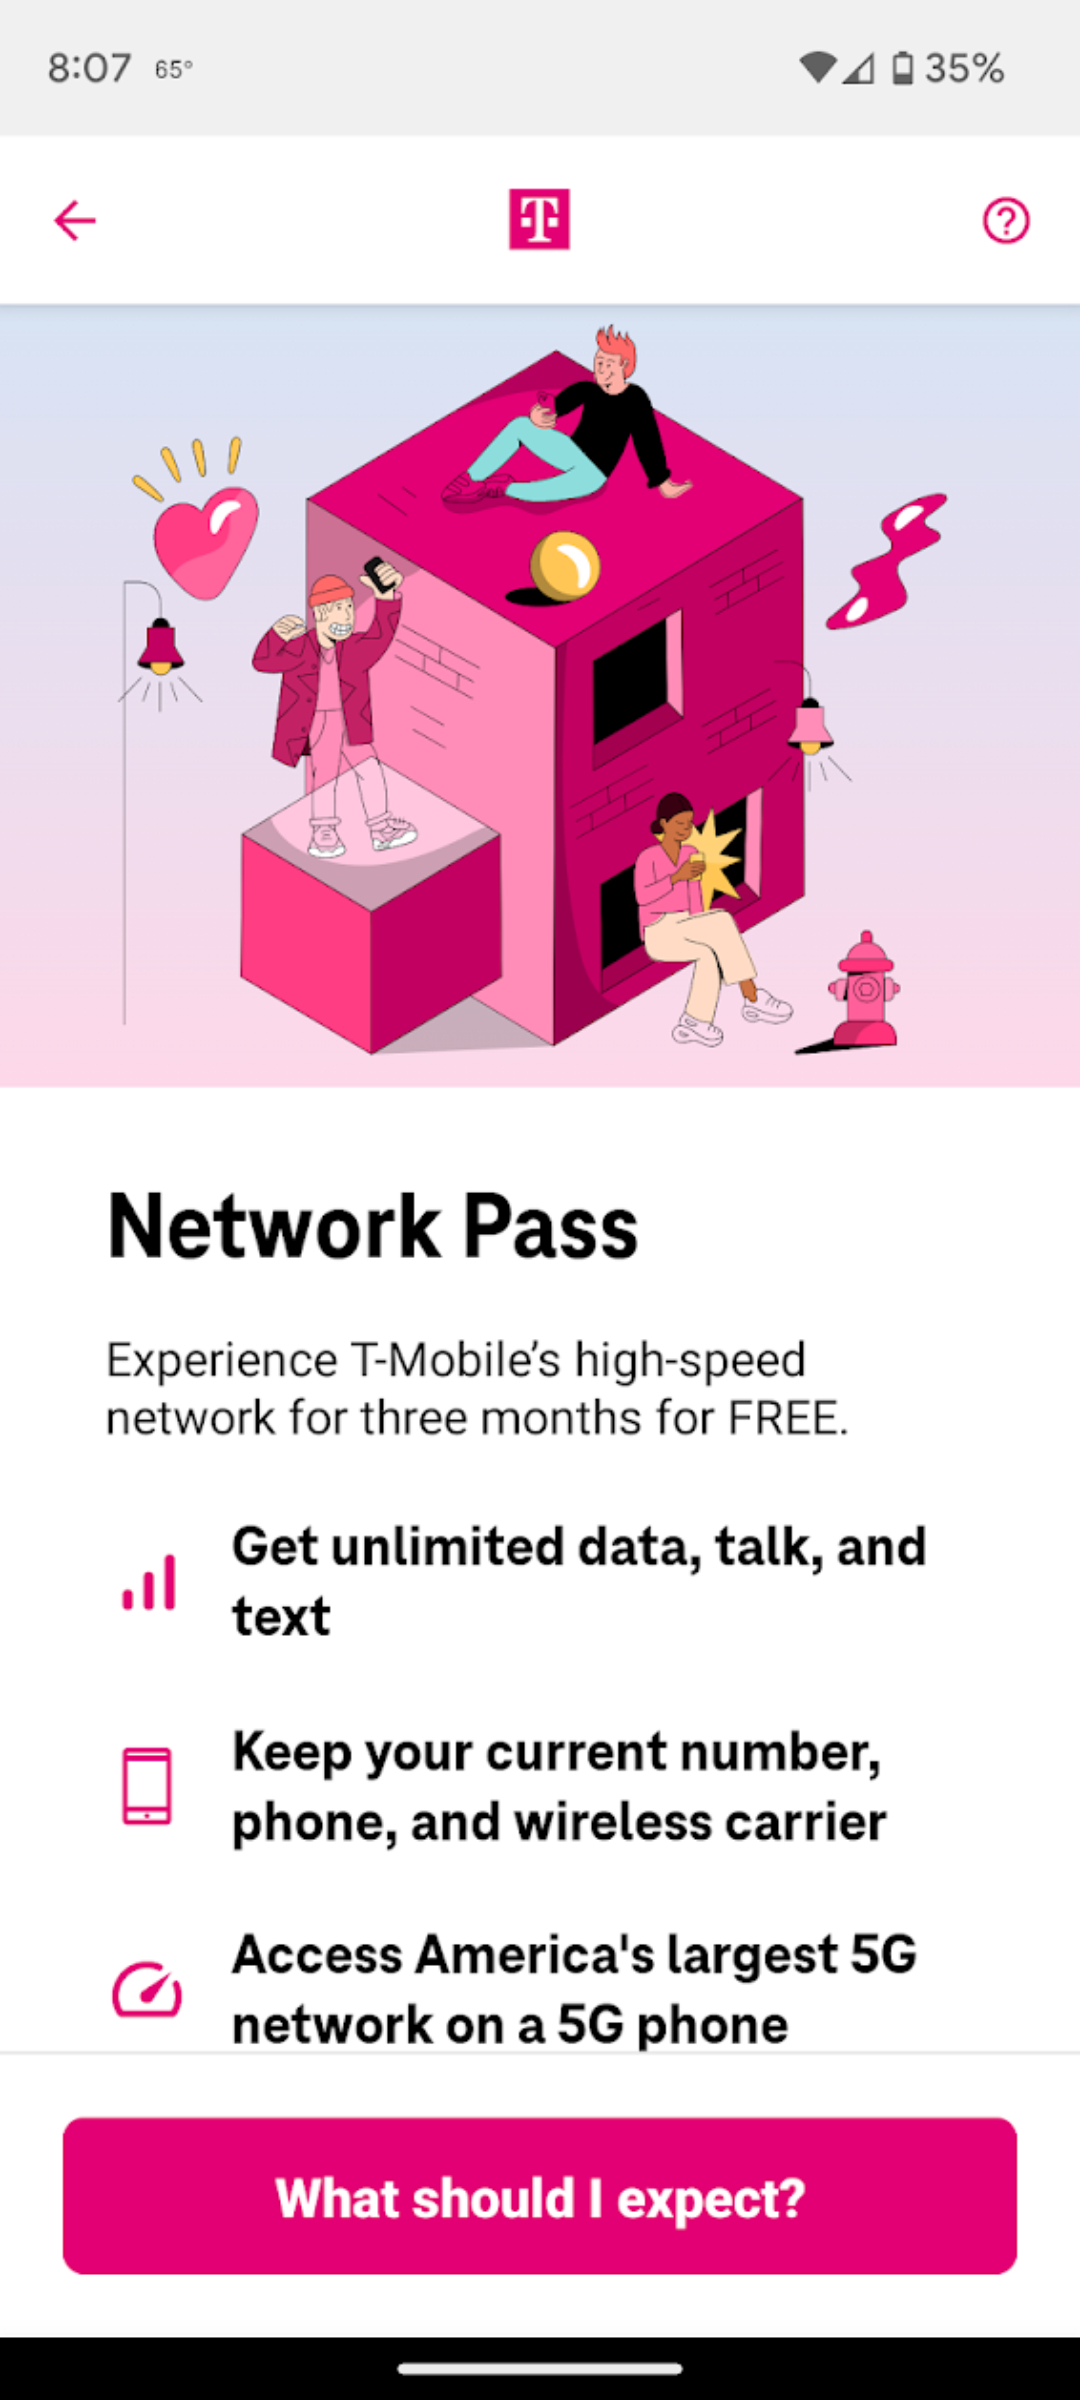 8:07 65° 35%
T
Network Pass
Experience T-Mobile’s high-speed
network for three months for FREE.
Get unlimited data, talk, and
text
Keep your current number,
phone, and wireless carrier
Access America's largest 5G
network on a 5G phone
What should I expect?